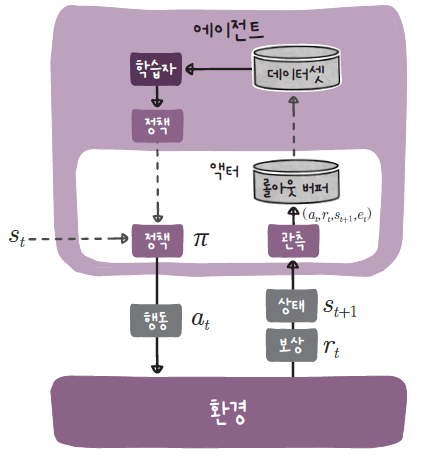 에이전트
학습자
데이터셋
정책
액터
롤아웃 버퍼
(a_t, r_t, s_{t+1}, e_t)
s_t
정책 π
관측
행동 a_t
상태 s_{t+1}
보상 r_t
환경